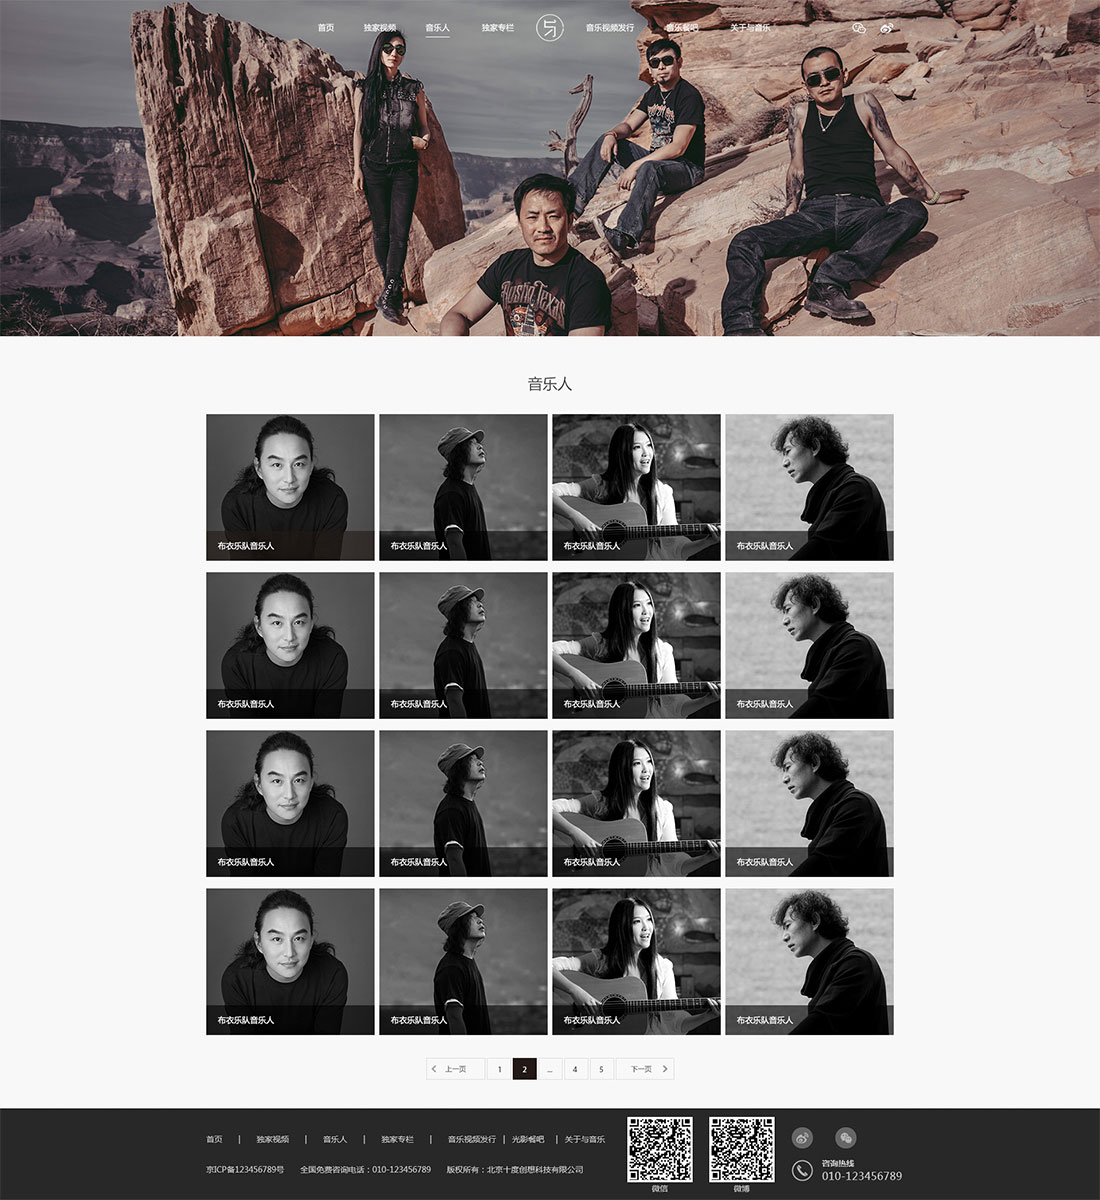 首页 独家视频 音乐人 独家专栏 音乐视频发行 音乐餐吧 关于与音乐
Austin Texas
音乐人
布衣乐队音乐人 布衣乐队音乐人 布衣乐队音乐人 布衣乐队音乐人
布衣乐队音乐人 布衣乐队音乐人 布衣乐队音乐人 布衣乐队音乐人
布衣乐队音乐人 布衣乐队音乐人 布衣乐队音乐人 布衣乐队音乐人
布衣乐队音乐人 布衣乐队音乐人 布衣乐队音乐人 布衣乐队音乐人
上一页 1 2 ... 4 5 下一页
首页 | 独家视频 | 音乐人 | 独家专栏 | 音乐视频发行 | 光影餐吧 | 关于与音乐
京ICP备123456789号 全国免费咨询电话：010-123456789 版权所有：北京十度创想科技有限公司
微信 微博
咨询热线
010-123456789